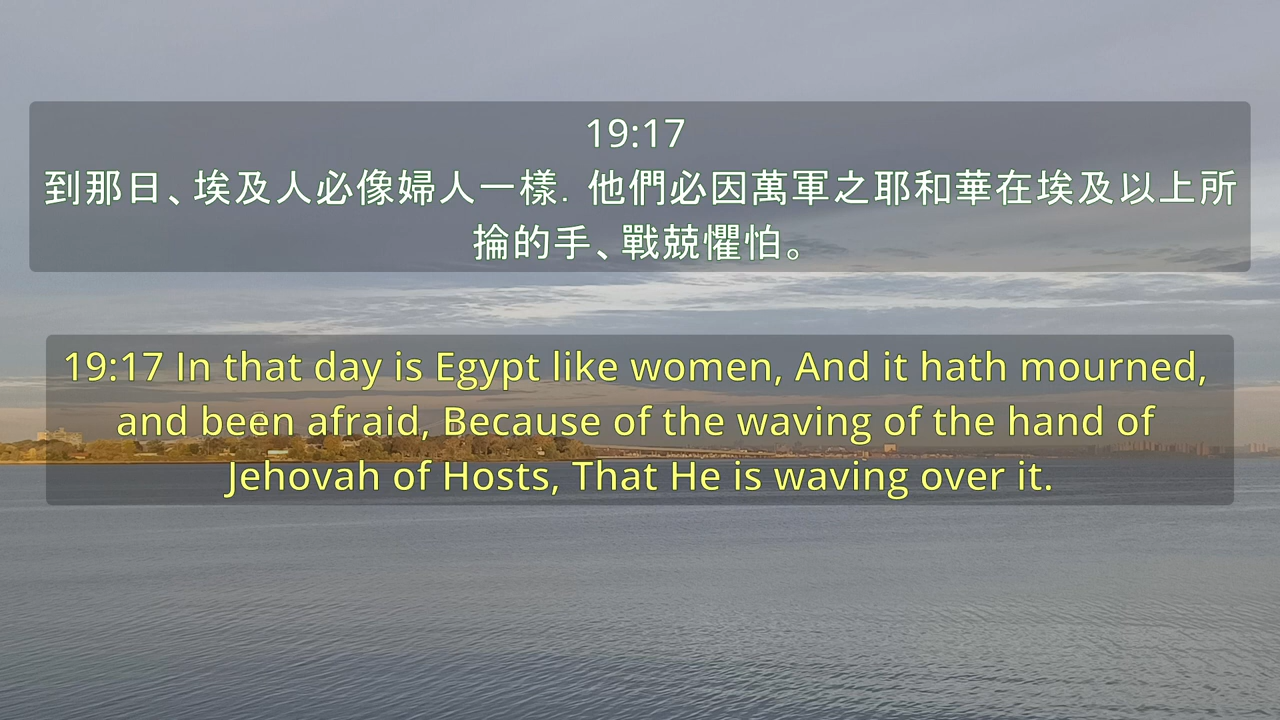 19:17
到那日、埃及人必像婦人一樣. 他們必因萬軍之耶和華在埃及以上所
掄的手、戰兢懼怕。
19:17 In that day is Egypt like women, And it hath mourned,
and been afraid, Because of the waving of the hand of
Jehovah of Hosts, That He is waving over it.